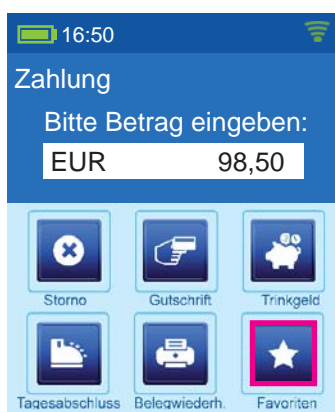 16:50
Zahlung
Bitte Betrag eingeben:
EUR 98,50
Storno Gutschrift Trinkgeld
Tagesabschluss Belegwiederh. Favoriten